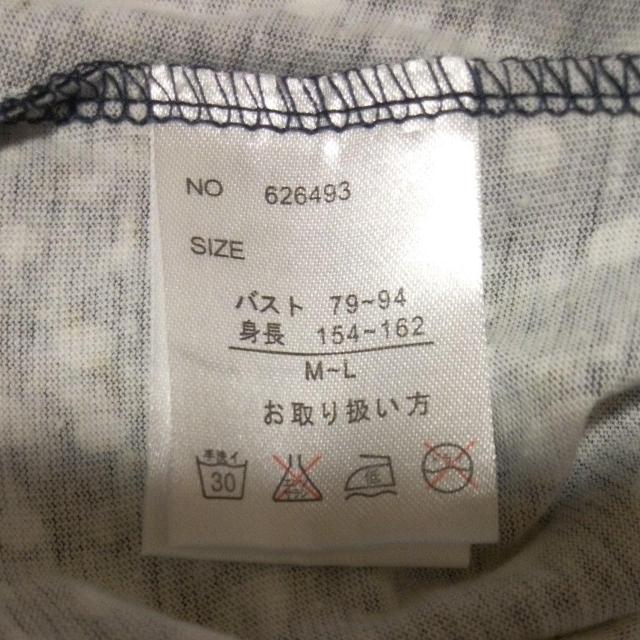 NO 626493
SIZE
バスト 79~94
身長 154~162
M~L
お取り扱い方
手洗イ
30
低